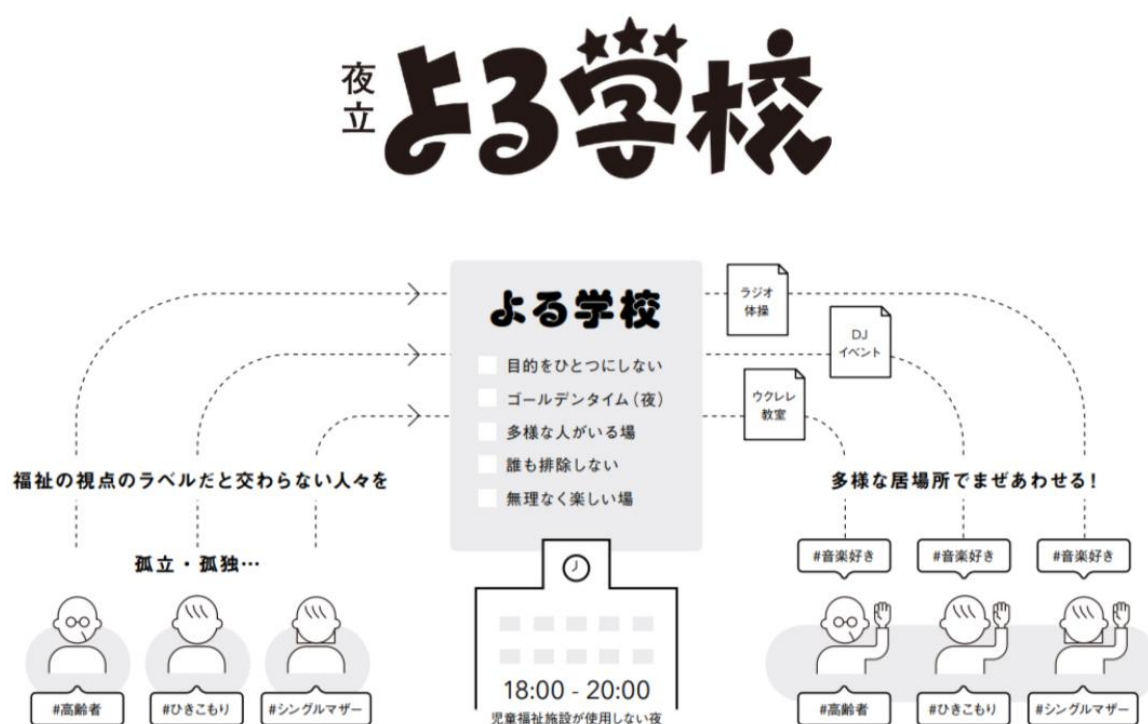 夜立
よる学校
よる学校
目的をひとつにしない
ゴールデンタイム（夜）
多様な人がいる場
誰も排除しない
無理なく楽しい場
ラジオ
体操
DJ
イベント
ウクレレ
教室
福祉の視点のラベルだと交わらない人々を
多様な居場所でまぜあわせる！
孤立・孤独…
#音楽好き
#音楽好き
#音楽好き
#高齢者
#ひきこもり
#シングルマザー
18:00 - 20:00
児童福祉施設が使用しない夜
#高齢者
#ひきこもり
#シングルマザー